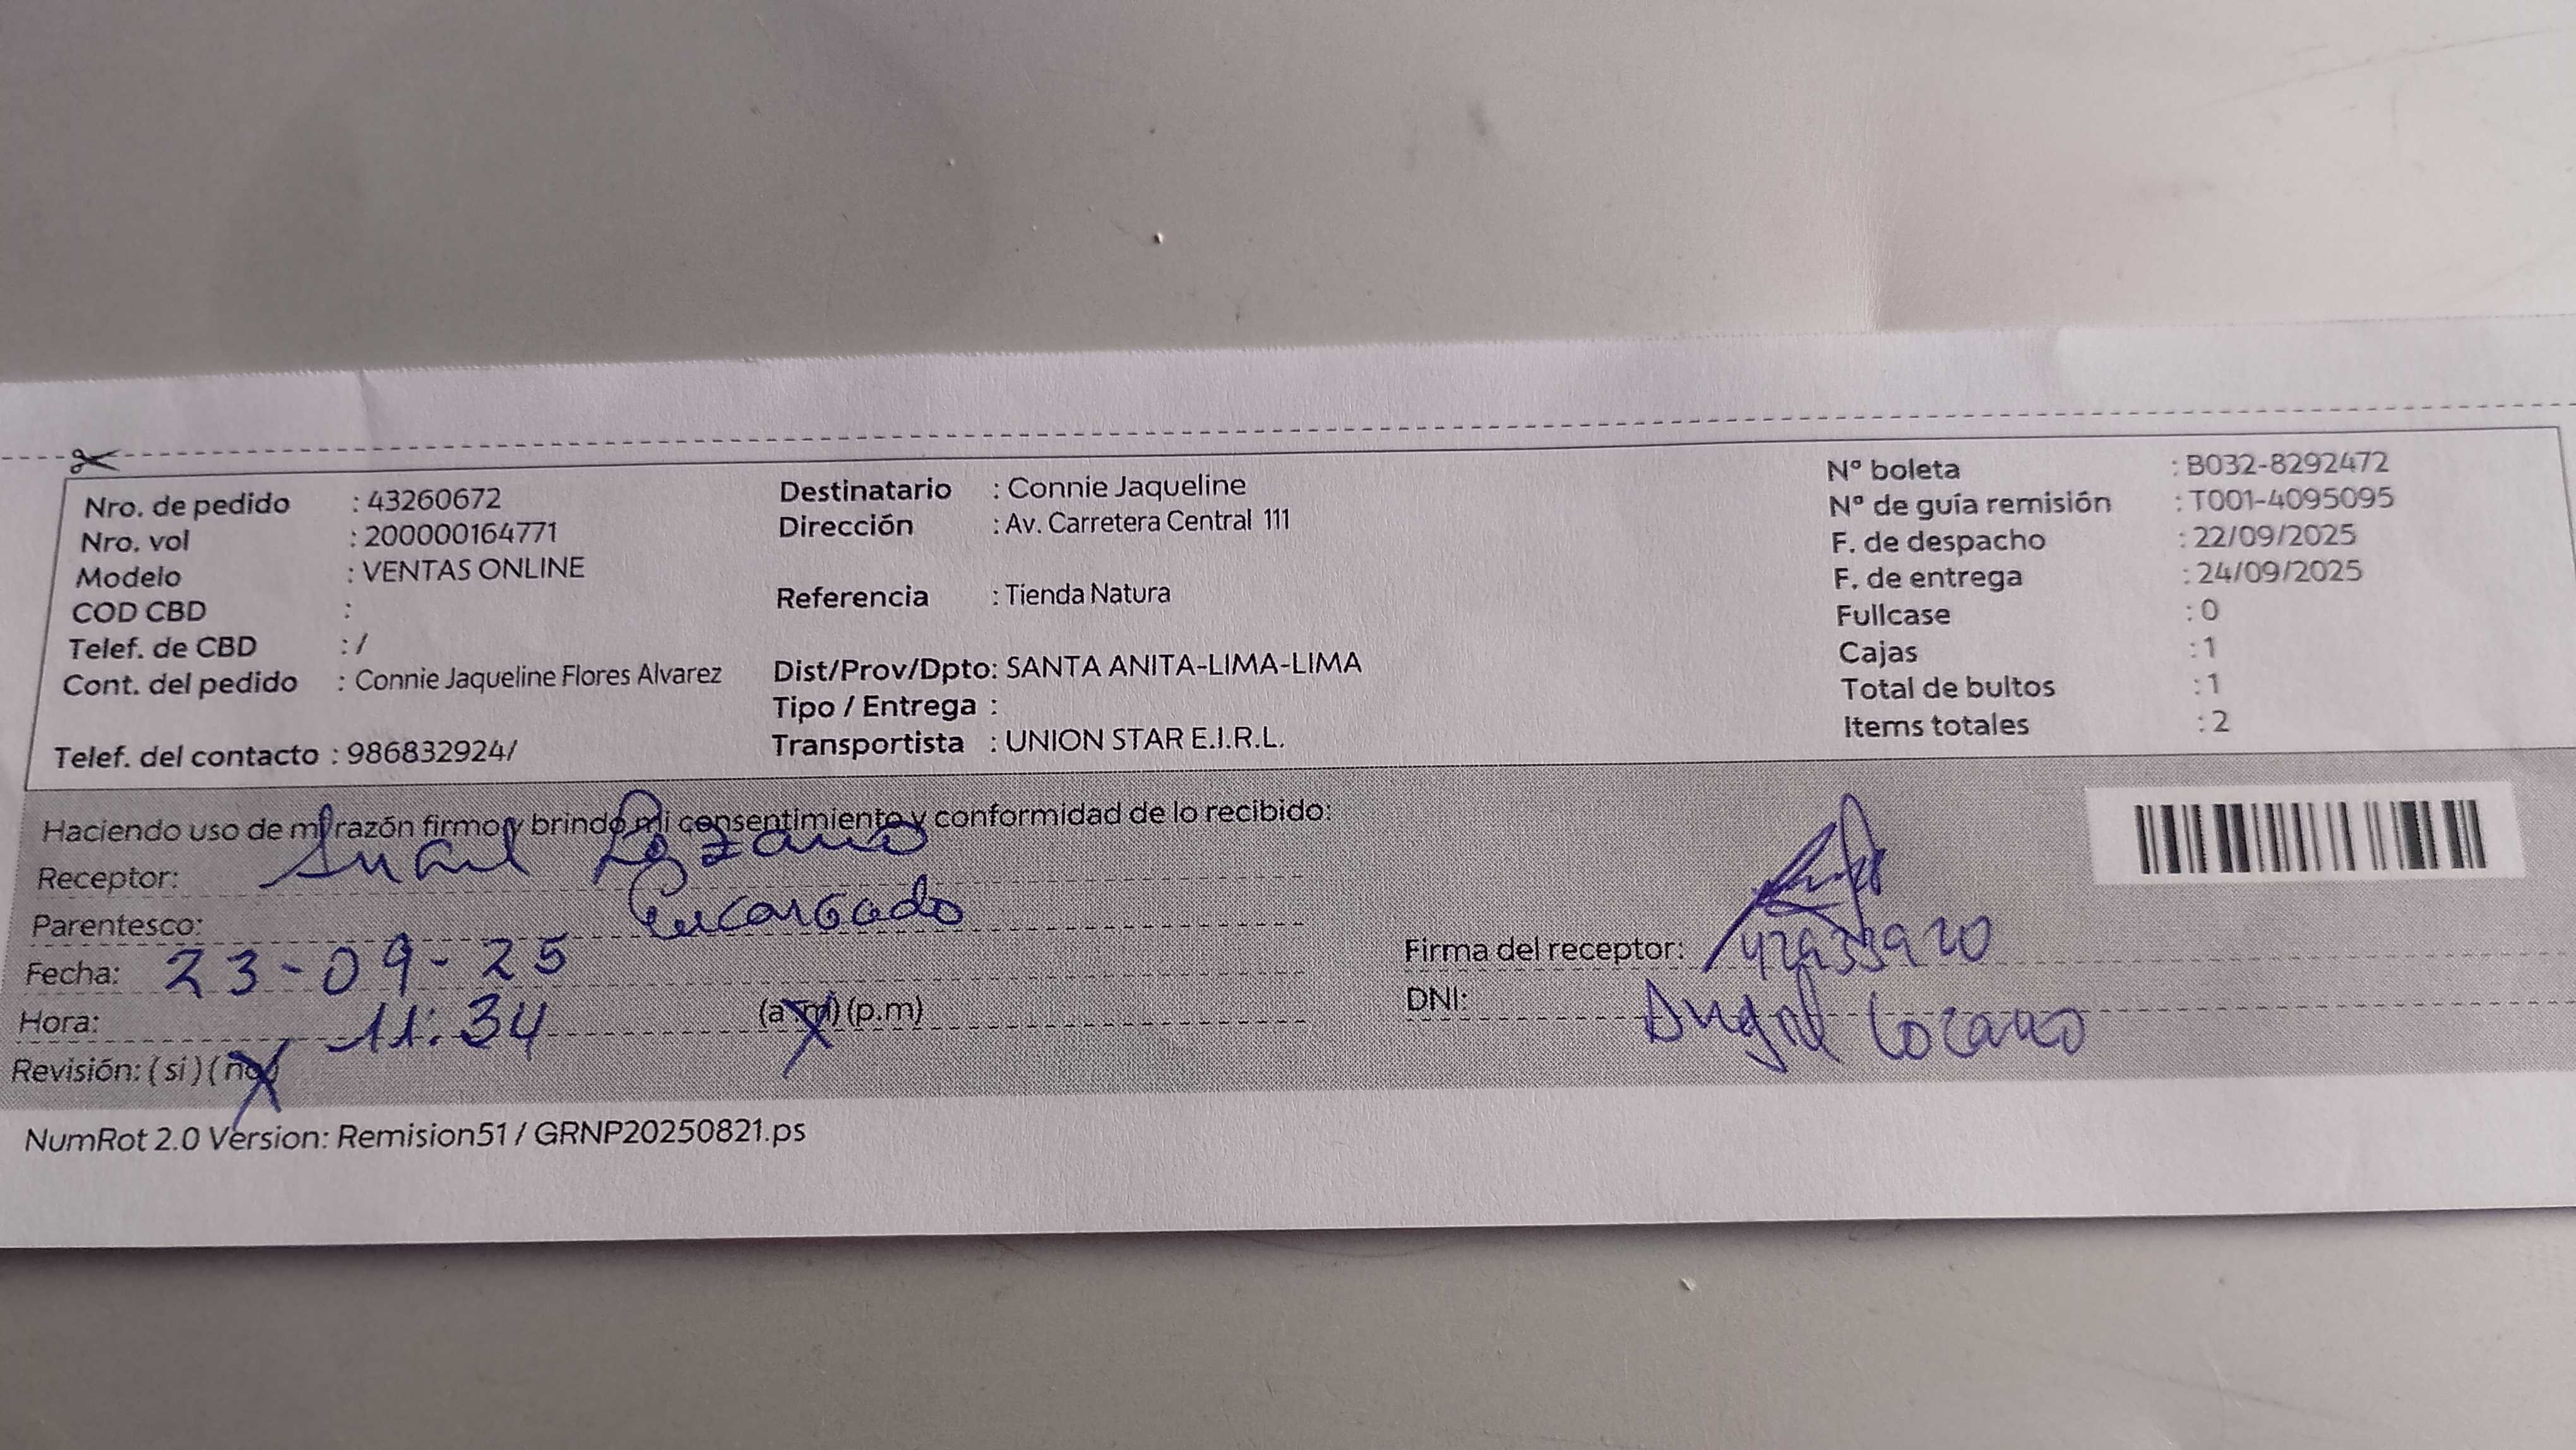 Nro. de pedido : 43260672
Nro. vol : 200000164771
Modelo : VENTAS ONLINE
COD CBD :
Telef. de CBD : /
Cont. del pedido : Connie Jaqueline Flores Alvarez
Telef. del contacto : 986832924/
Destinatario : Connie Jaqueline
Dirección : Av. Carretera Central 111
Referencia : Tienda Natura
Dist/Prov/Dpto: SANTA ANITA-LIMA-LIMA
Tipo / Entrega :
Transportista : UNION STAR E.I.R.L.
Nº boleta : B032-8292472
Nº de guía remisión : T001-4095095
F. de despacho : 22/09/2025
F. de entrega : 24/09/2025
Fullcase : 0
Cajas : 1
Total de bultos : 1
Items totales : 2
Haciendo uso de mi razón firmo y brindo mi consentimiento y conformidad de lo recibido:
Receptor: Angel Lozano
Parentesco: Encargado
Fecha: 23-09-25
Hora: 11:34 (a.m) (p.m)
Revisión: (si) (no)
Firma del receptor:
DNI:
Angel Lozano
NumRot 2.0 Version: Remision51 / GRNP20250821.ps